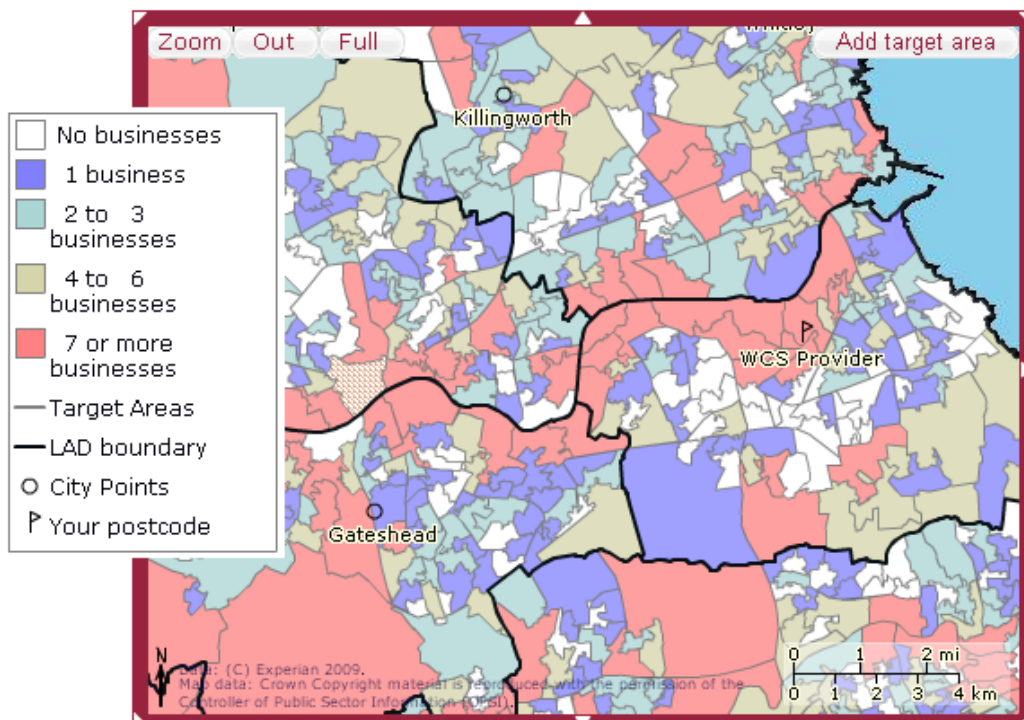 Zoom
Out
Full
Add target area
Killingworth
No businesses
1 business
2 to 3
businesses
4 to 6
businesses
7 or more
businesses
Target Areas
LAD boundary
City Points
Your postcode
WCS Provider
Gateshead
N
Data: (C) Experian 2009.
Map data: Crown Copyright material is reproduced with the permission of the
Controller of Public Sector Information (OPSI).
0 1 2 mi
0 1 2 3 4 km